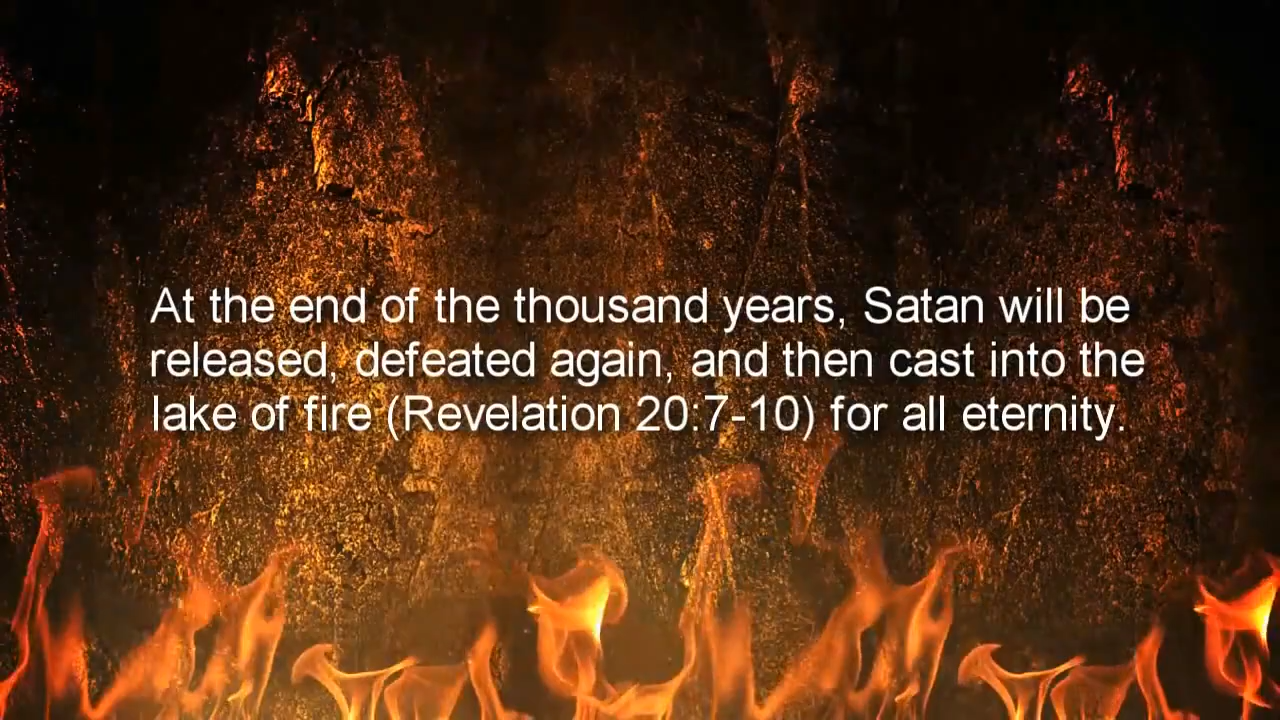 At the end of the thousand years, Satan will be
released, defeated again, and then cast into the
lake of fire (Revelation 20:7-10) for all eternity.